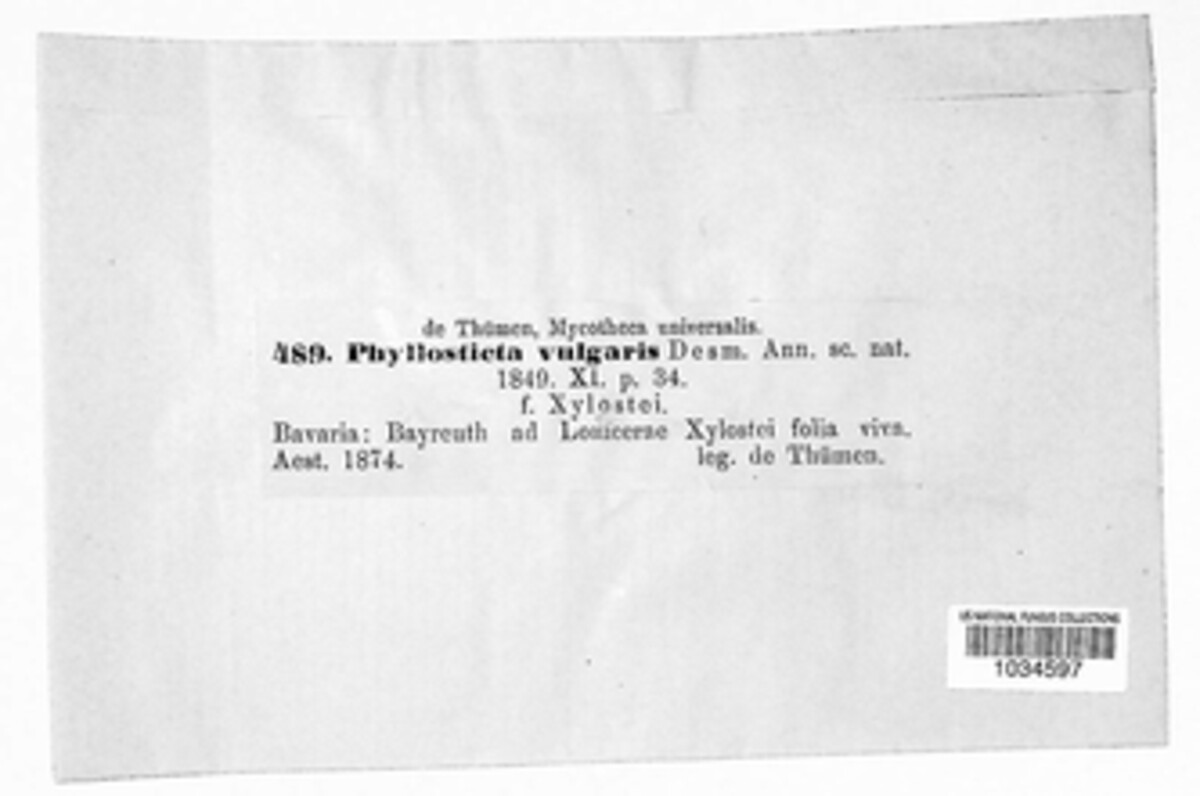 de Thümen, Mycotheca universalis.
489. Phyllosticta vulgaris Desm. Ann. sc. nat.
1849. XI. p. 34.
f. Xylostei.
Bavaria: Bayreuth ad Lonicerae Xylostei folia viva.
Aest. 1874. leg. de Thümen.
US NATIONAL FUNGUS COLLECTIONS
1034597